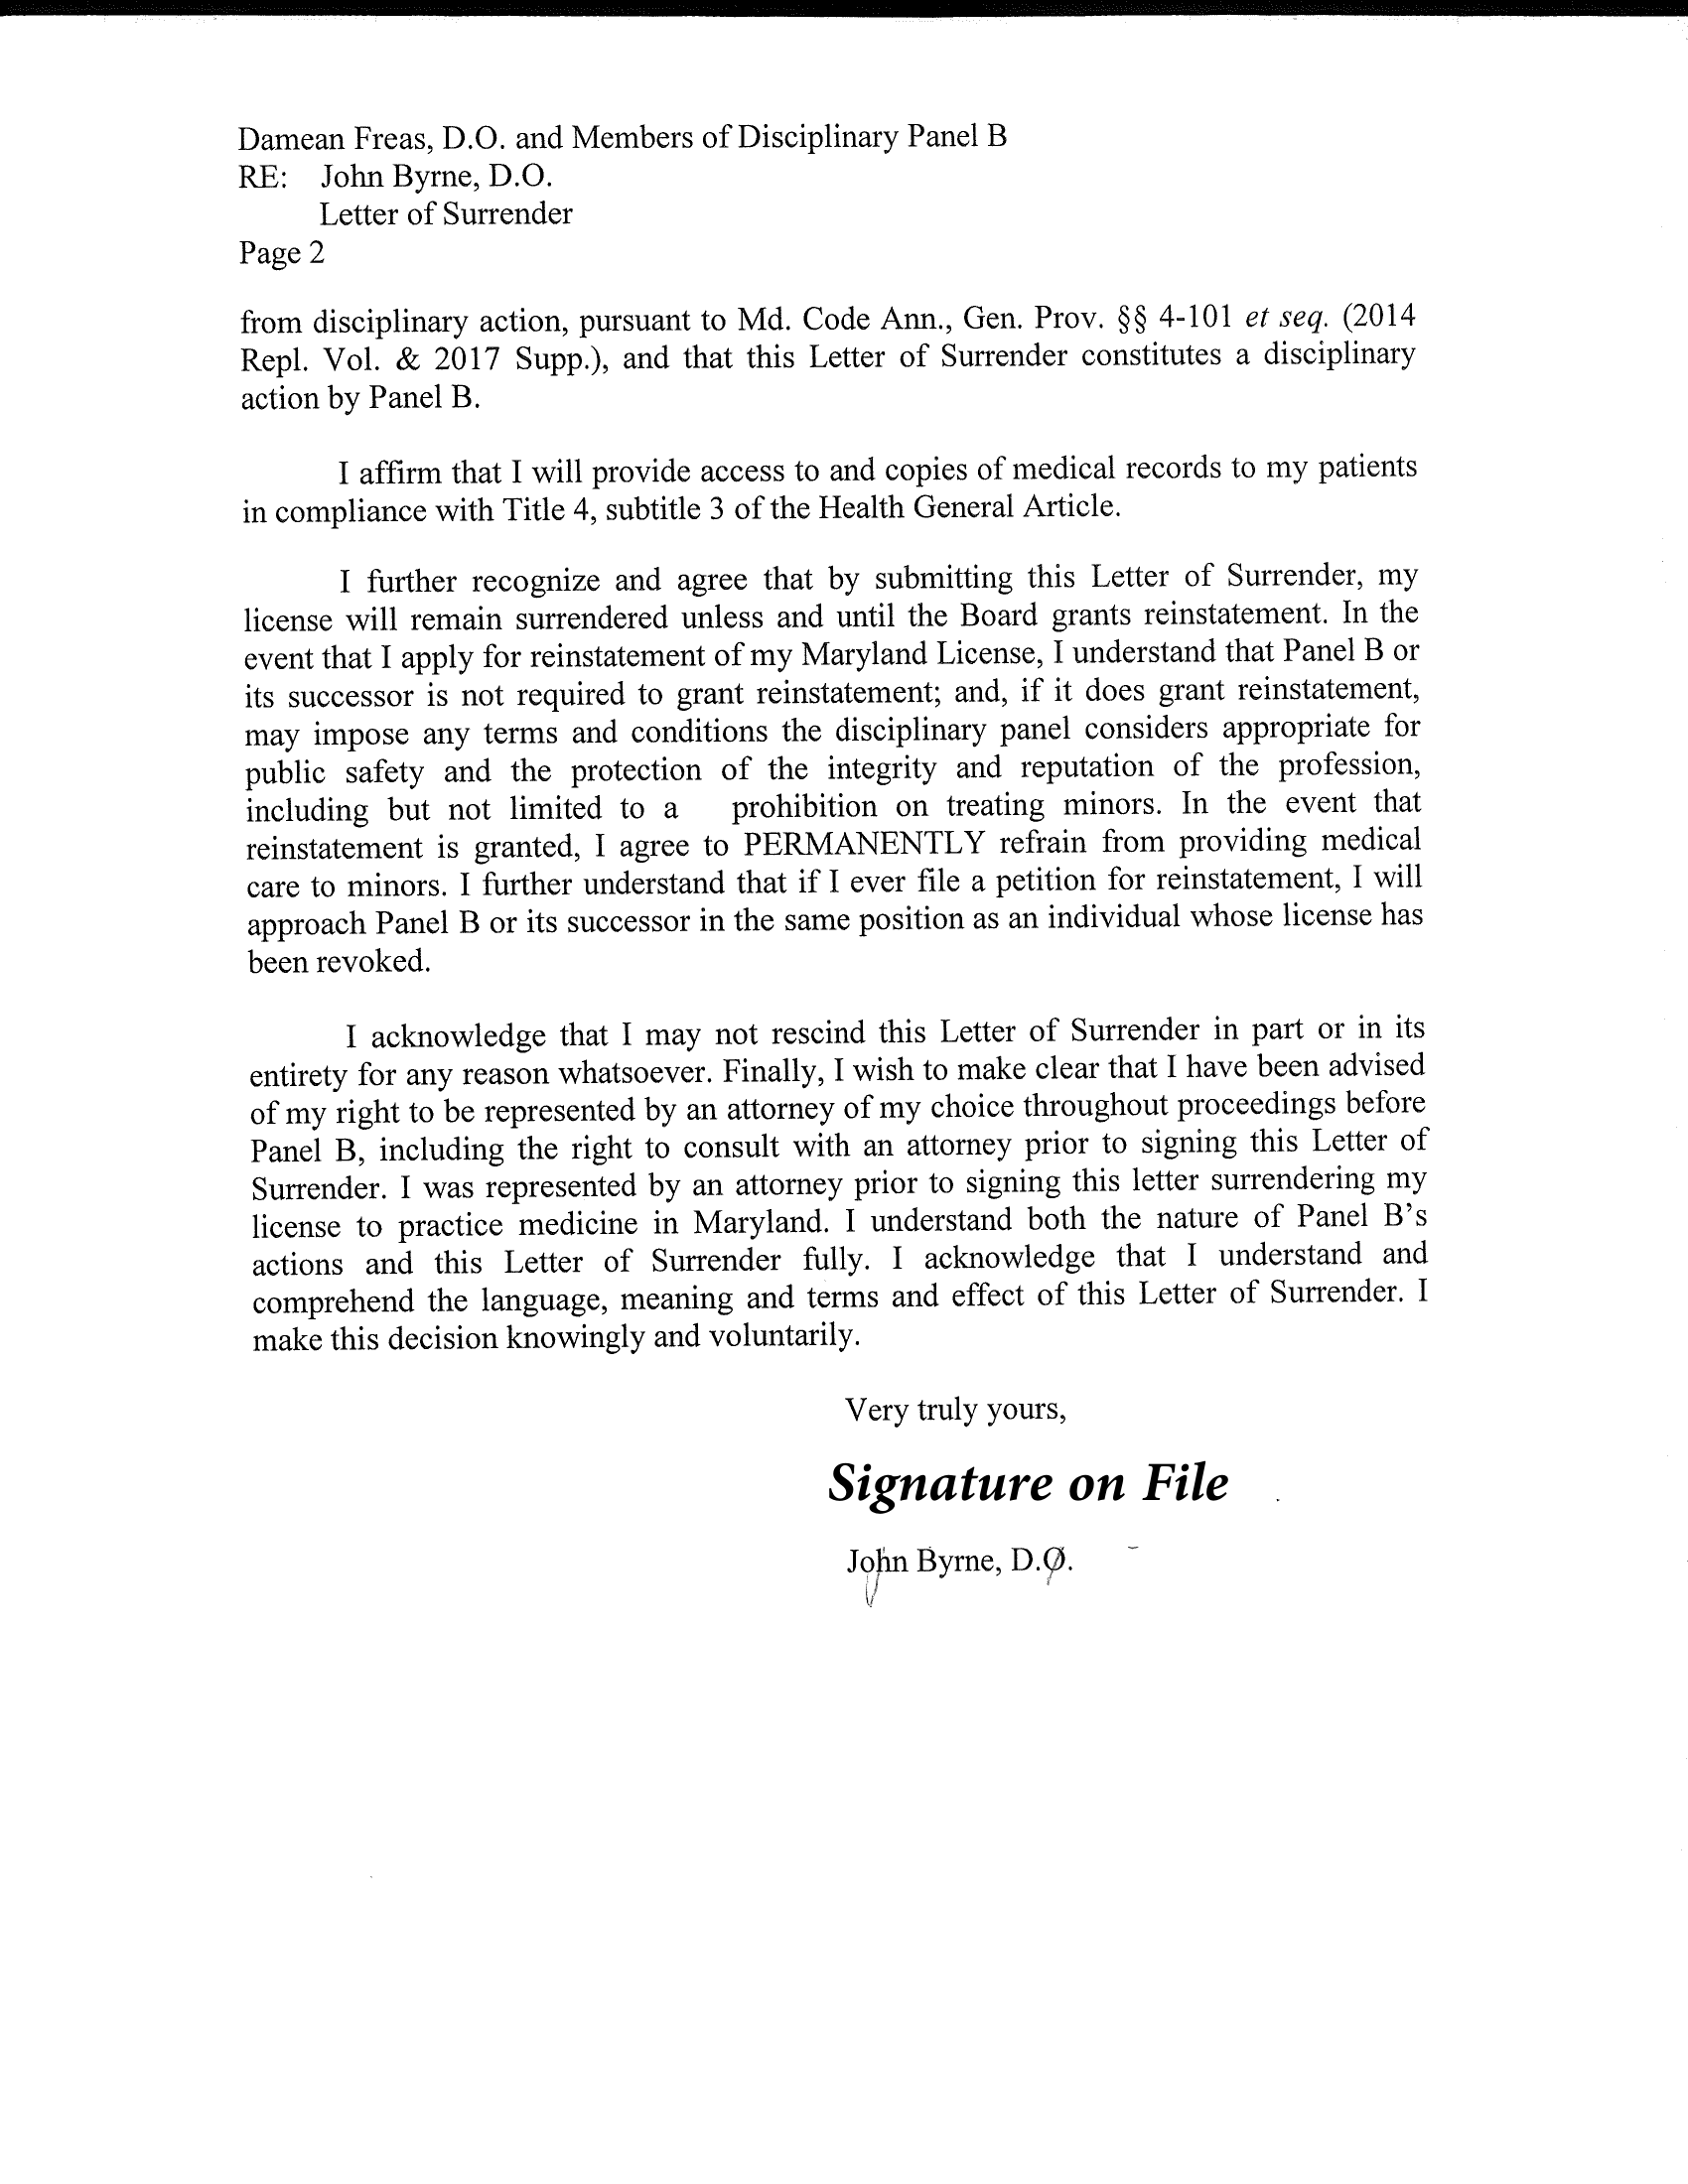 Damean Freas, D.O. and Members of Disciplinary Panel B
RE: John Byrne, D.O.
Letter of Surrender
Page 2
from disciplinary action, pursuant to Md. Code Ann., Gen. Prov. §§ 4-101 et seq. (2014
Repl. Vol. & 2017 Supp.), and that this Letter of Surrender constitutes a disciplinary
action by Panel B.
I affirm that I will provide access to and copies of medical records to my patients
in compliance with Title 4, subtitle 3 of the Health General Article.
I further recognize and agree that by submitting this Letter of Surrender, my
license will remain surrendered unless and until the Board grants reinstatement. In the
event that I apply for reinstatement of my Maryland License, I understand that Panel B or
its successor is not required to grant reinstatement; and, if it does grant reinstatement,
may impose any terms and conditions the disciplinary panel considers appropriate for
public safety and the protection of the integrity and reputation of the profession,
including but not limited to a prohibition on treating minors. In the event that
reinstatement is granted, I agree to PERMANENTLY refrain from providing medical
care to minors. I further understand that if I ever file a petition for reinstatement, I will
approach Panel B or its successor in the same position as an individual whose license has
been revoked.
I acknowledge that I may not rescind this Letter of Surrender in part or in its
entirety for any reason whatsoever. Finally, I wish to make clear that I have been advised
of my right to be represented by an attorney of my choice throughout proceedings before
Panel B, including the right to consult with an attorney prior to signing this Letter of
Surrender. I was represented by an attorney prior to signing this letter surrendering my
license to practice medicine in Maryland. I understand both the nature of Panel B's
actions and this Letter of Surrender fully. I acknowledge that I understand and
comprehend the language, meaning and terms and effect of this Letter of Surrender. I
make this decision knowingly and voluntarily.
Very truly yours,
Signature on File
John Byrne, D.O.